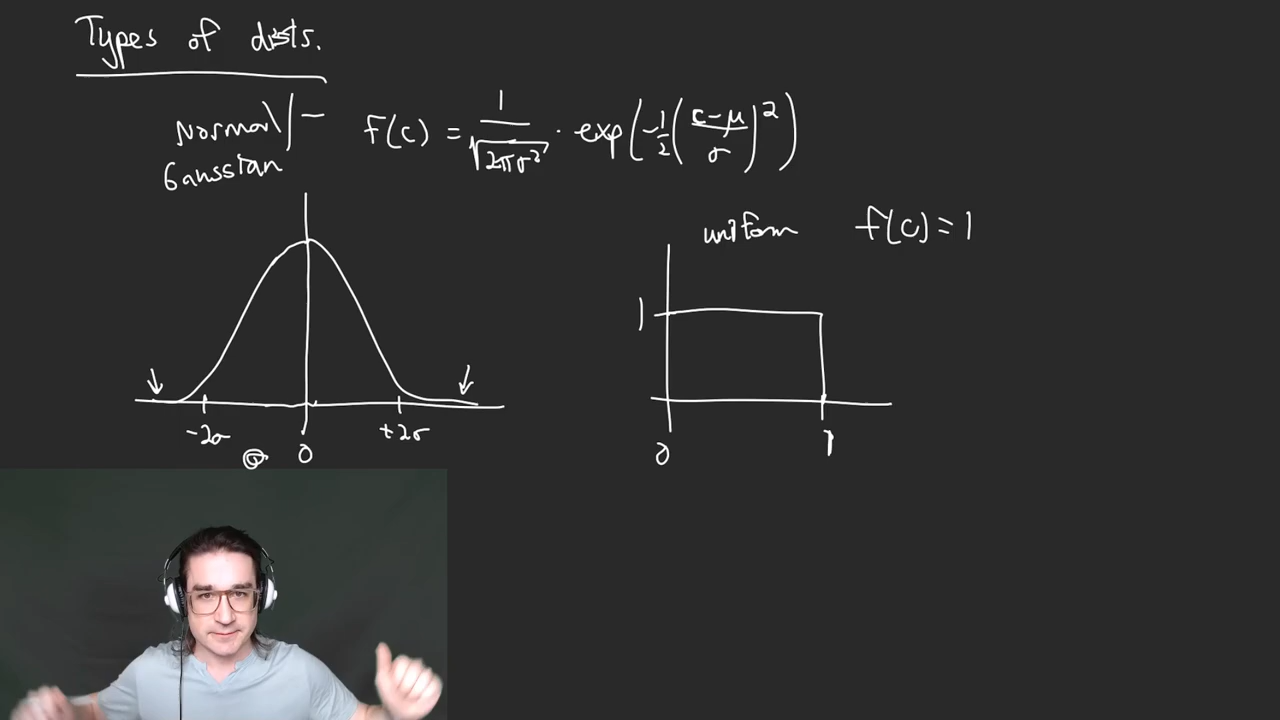 Types of dists.
Normal/ — f(c) = 1/√(2πσ²) · exp(-1/2((c-μ)/σ)²)
Gaussian
uniform f(c) = 1
1
-2σ 0 +2σ
0 1